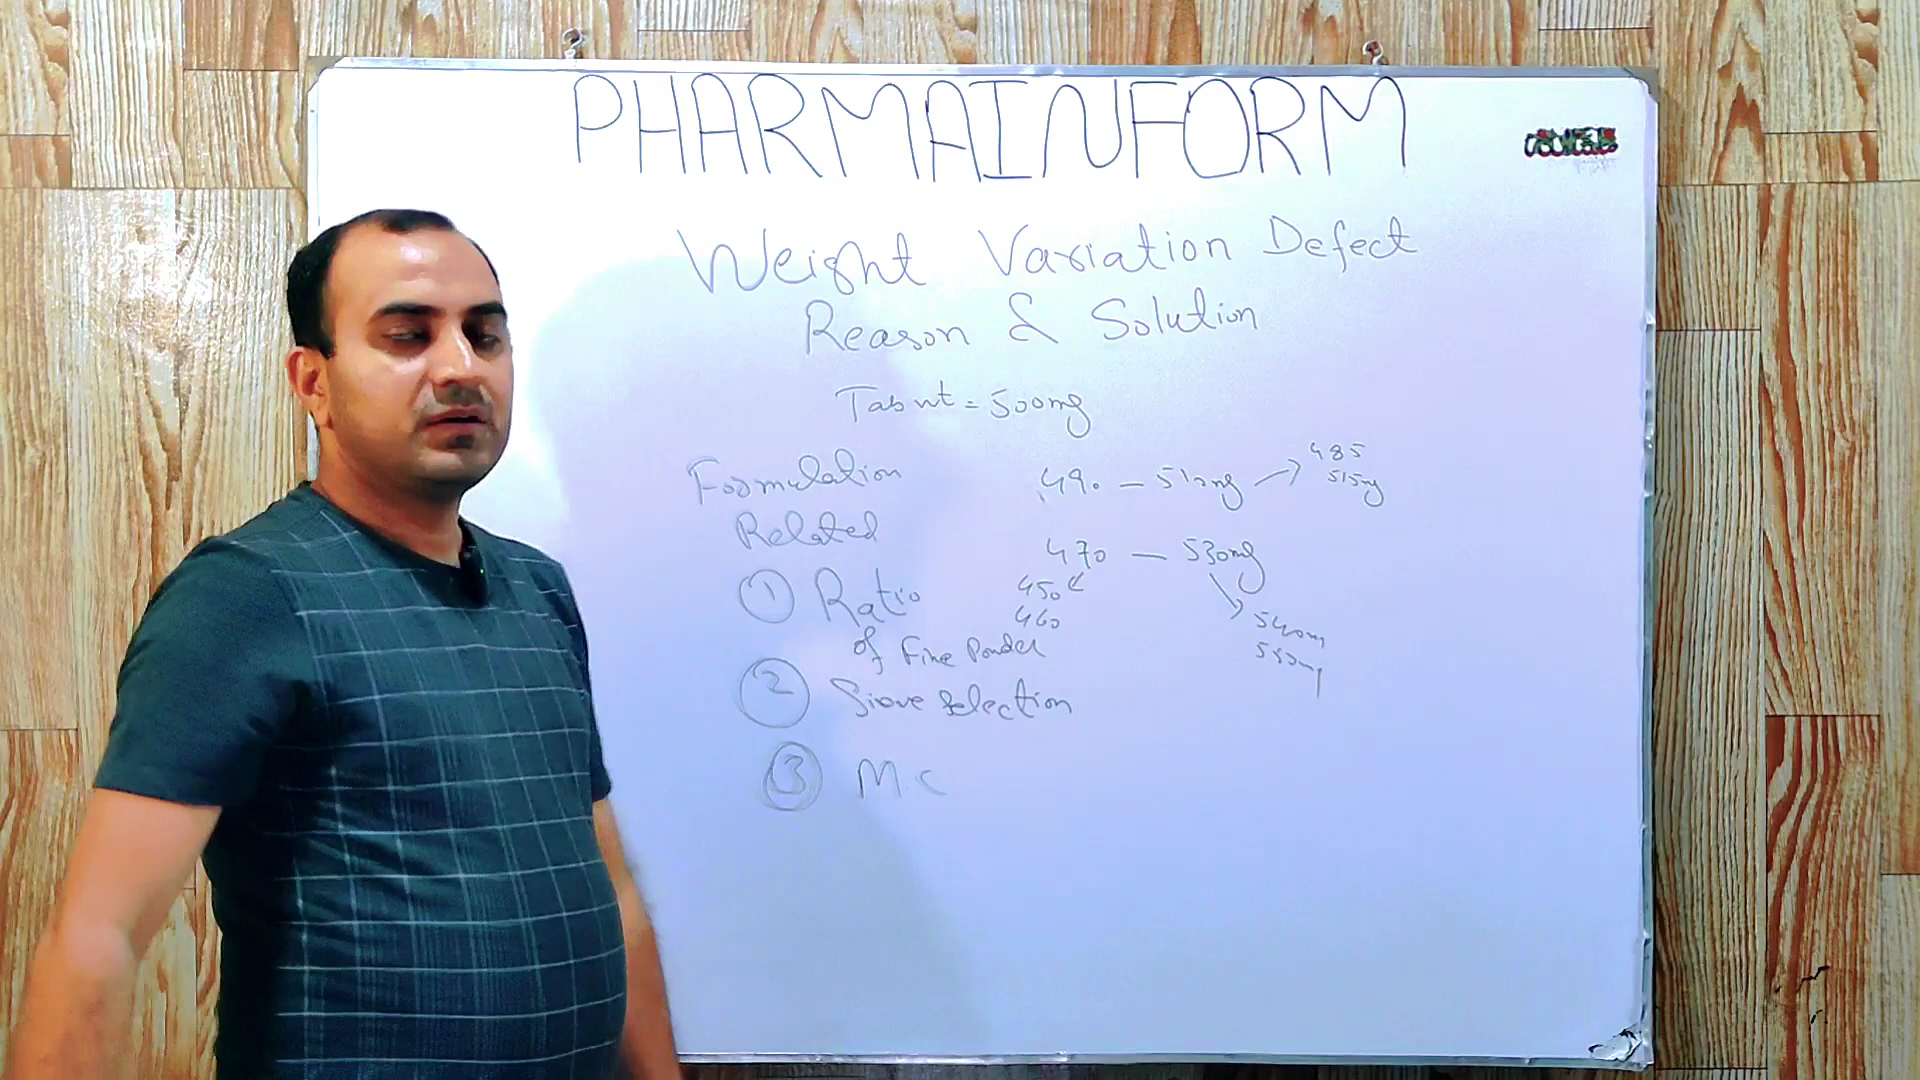 PHARMAINFORM
Weight Variation Defect
Reason & Solution
Tab wt = 500mg
Formulation
Related
490 – 510mg → 485
515mg
470 – 530mg
450
460
540mg
550mg
① Ratio
of Fine Powder
② Sieve Selection
③ M.C